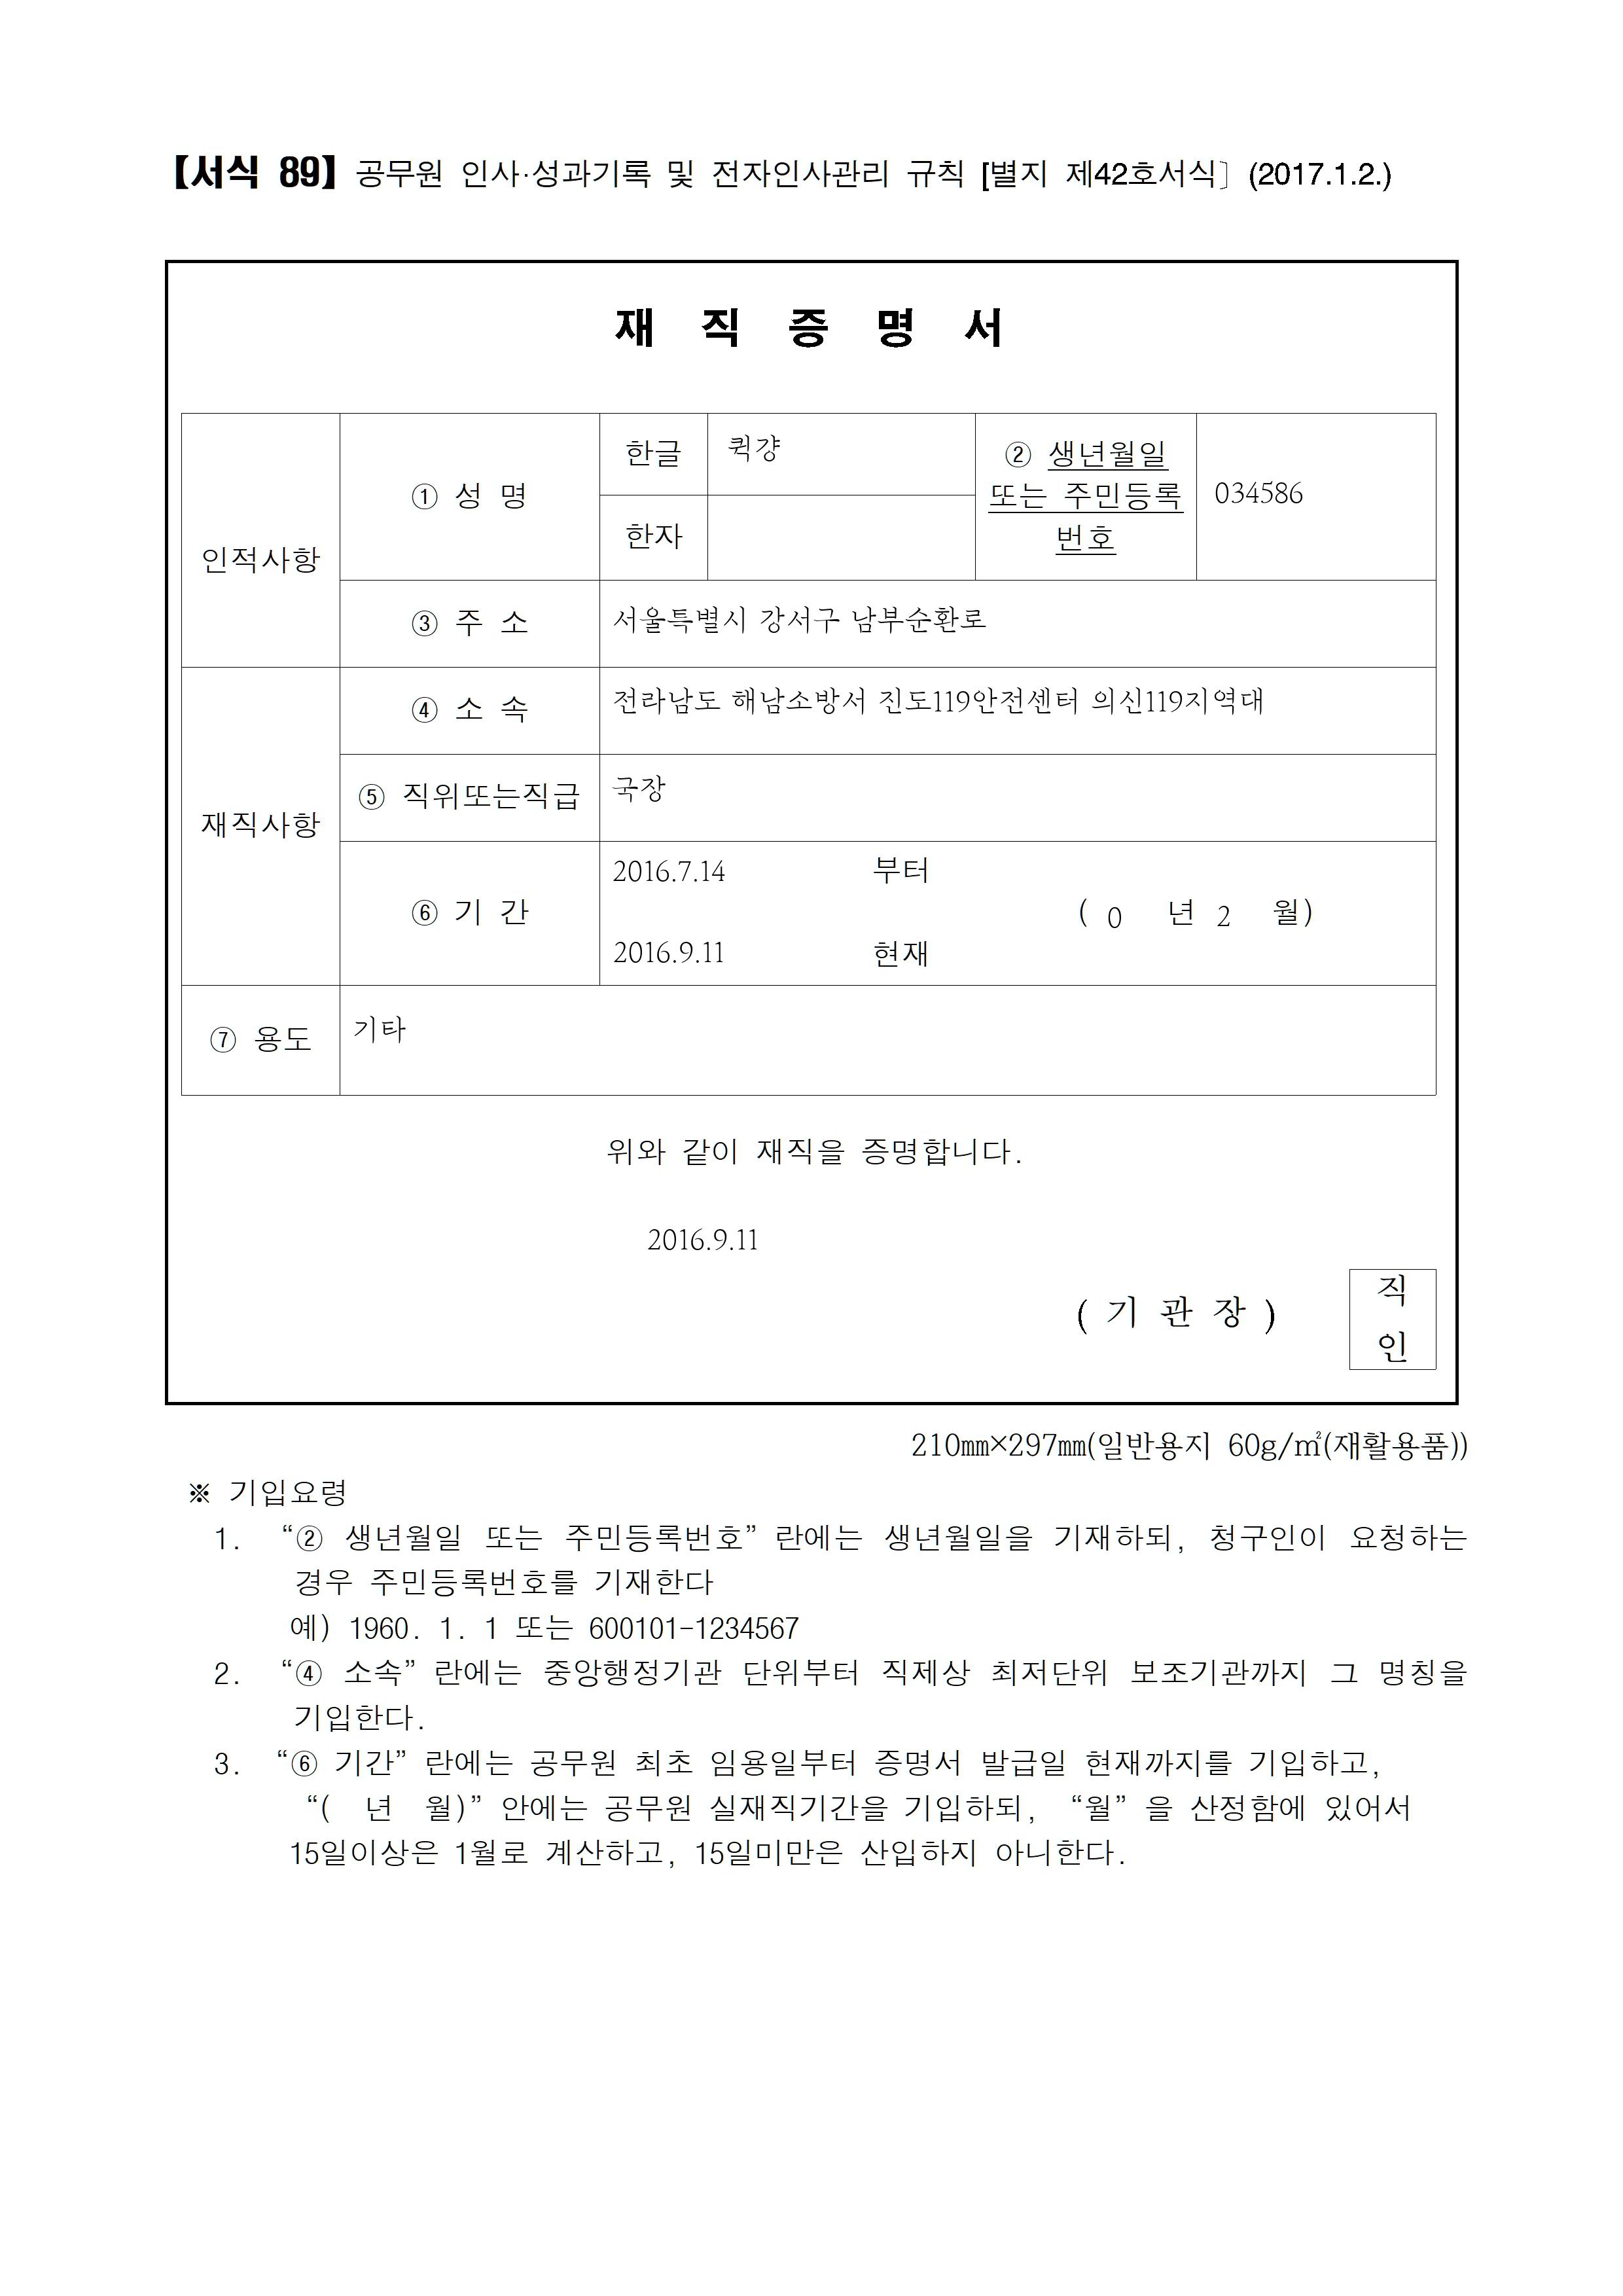 【서식 89】 공무원 인사·성과기록 및 전자인사관리 규칙 [별지 제42호서식〕 (2017.1.2.)
재 직 증 명 서
인적사항
① 성 명
한글
퀵걍
한자
② 생년월일
또는 주민등록
번호
034586
③ 주 소
서울특별시 강서구 남부순환로
재직사항
④ 소 속
전라남도 해남소방서 진도119안전센터 의신119지역대
⑤ 직위또는직급
국장
⑥ 기 간
2016.7.14 부터
( 0 년 2 월)
2016.9.11 현재
⑦ 용도
기타
위와 같이 재직을 증명합니다.
2016.9.11
( 기 관 장 )
직
인
210㎜×297㎜(일반용지 60g/㎡(재활용품))
※ 기입요령
1. “② 생년월일 또는 주민등록번호” 란에는 생년월일을 기재하되, 청구인이 요청하는
경우 주민등록번호를 기재한다
예) 1960. 1. 1 또는 600101-1234567
2. “④ 소속” 란에는 중앙행정기관 단위부터 직제상 최저단위 보조기관까지 그 명칭을
기입한다.
3. “⑥ 기간” 란에는 공무원 최초 임용일부터 증명서 발급일 현재까지를 기입하고,
“( 년 월)” 안에는 공무원 실재직기간을 기입하되, “월” 을 산정함에 있어서
15일이상은 1월로 계산하고, 15일미만은 산입하지 아니한다.